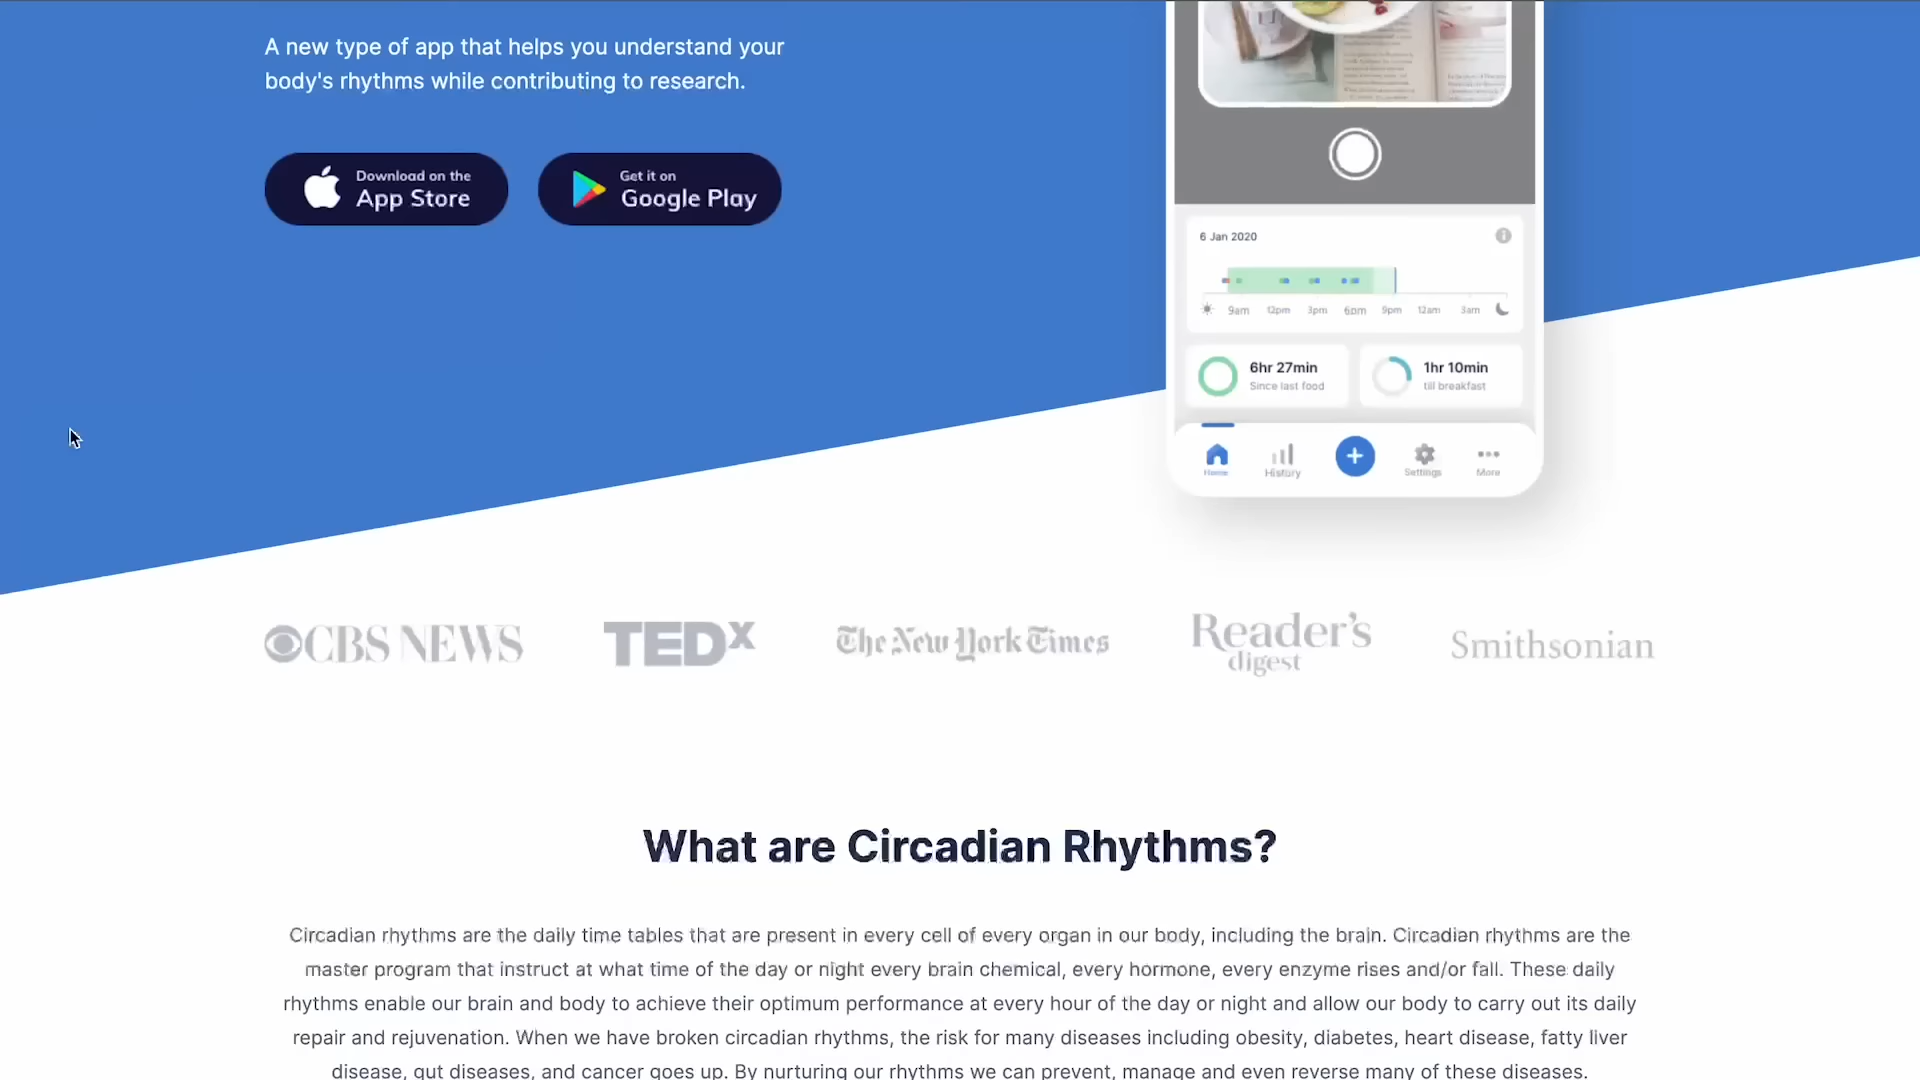 A new type of app that helps you understand your
body's rhythms while contributing to research.
Download on the
App Store
Get it on
Google Play
6 Jan 2020
9am 12pm 3pm 6pm 9pm 12am 3am
6hr 27min
Since last food
1hr 10min
till breakfast
Home
History
Settings
More
CBS NEWS
TEDx
The New York Times
Reader's
digest
Smithsonian
What are Circadian Rhythms?
Circadian rhythms are the daily time tables that are present in every cell of every organ in our body, including the brain. Circadian rhythms are the
master program that instruct at what time of the day or night every brain chemical, every hormone, every enzyme rises and/or fall. These daily
rhythms enable our brain and body to achieve their optimum performance at every hour of the day or night and allow our body to carry out its daily
repair and rejuvenation. When we have broken circadian rhythms, the risk for many diseases including obesity, diabetes, heart disease, fatty liver
disease, gut diseases, and cancer goes up. By nurturing our rhythms we can prevent, manage and even reverse many of these diseases.